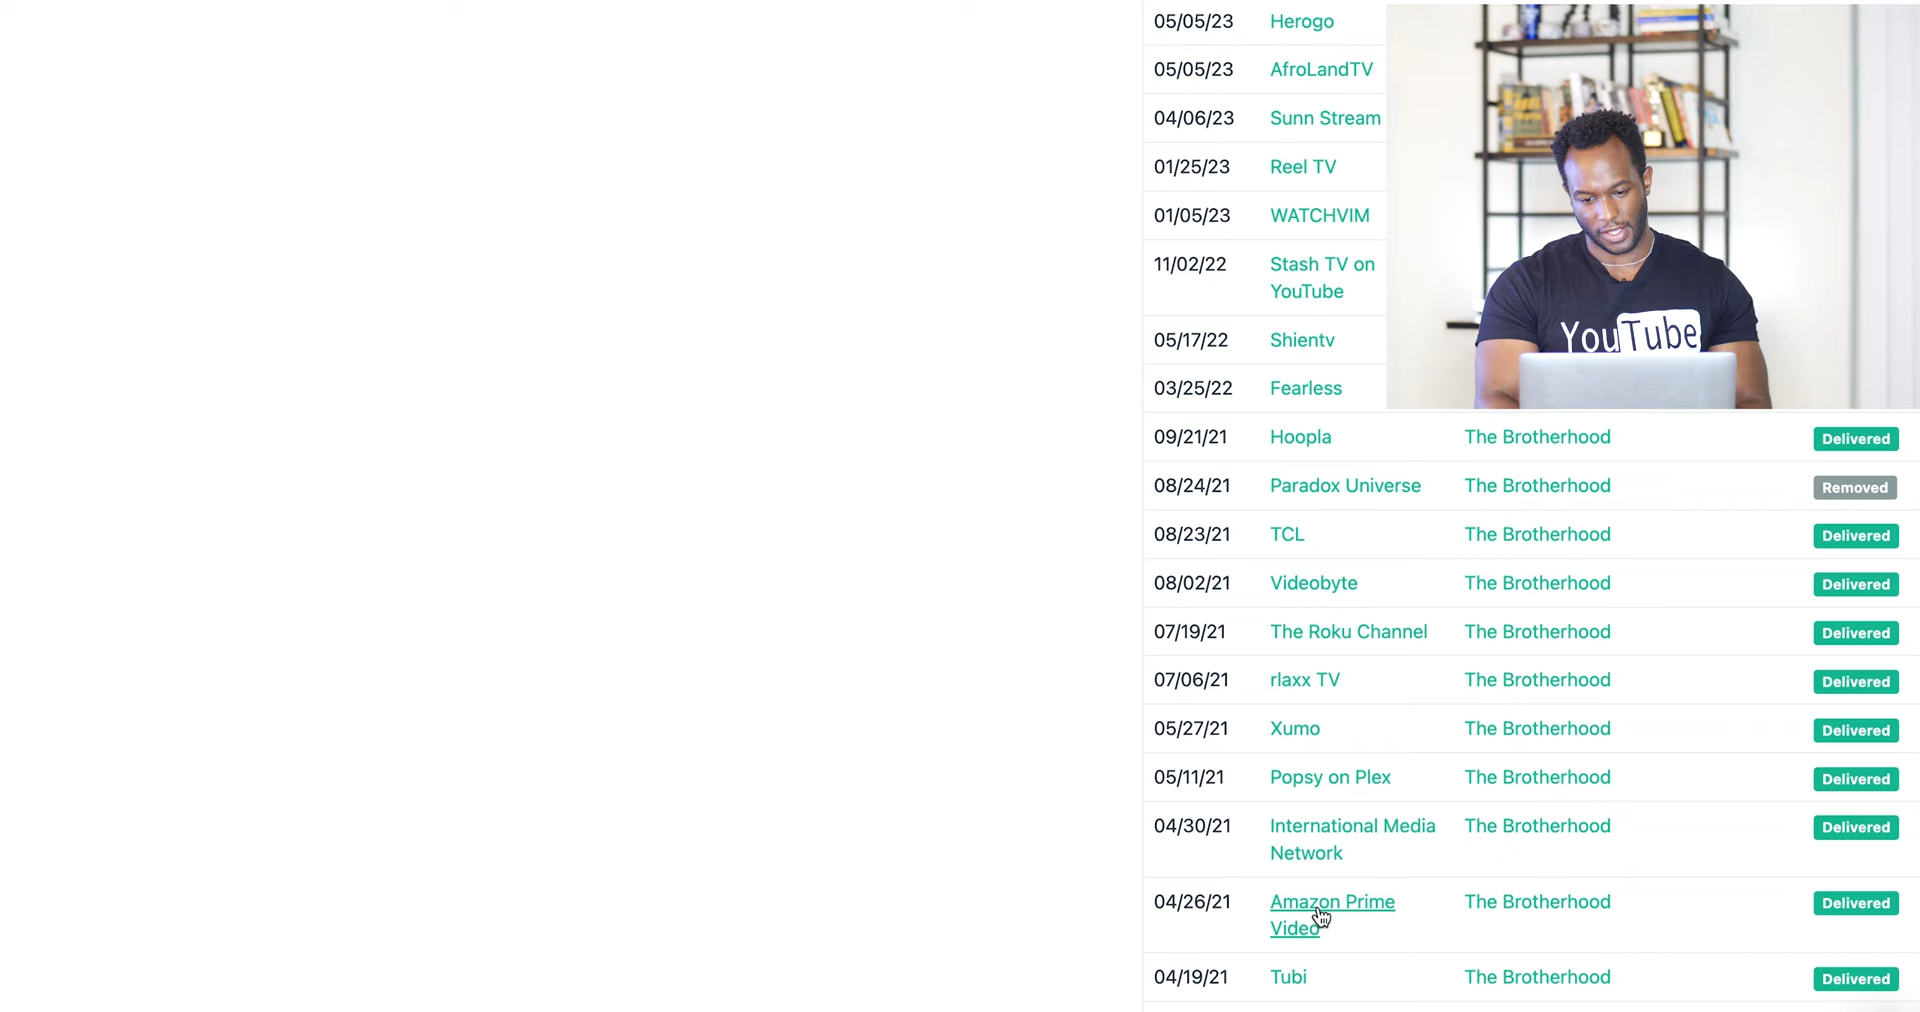 05/05/23 Herogo
05/05/23 AfroLandTV
04/06/23 Sunn Stream
01/25/23 Reel TV
01/05/23 WATCHVIM
11/02/22 Stash TV on
YouTube
05/17/22 Shientv
03/25/22 Fearless
YouTube
09/21/21 Hoopla The Brotherhood Delivered
08/24/21 Paradox Universe The Brotherhood Removed
08/23/21 TCL The Brotherhood Delivered
08/02/21 Videobyte The Brotherhood Delivered
07/19/21 The Roku Channel The Brotherhood Delivered
07/06/21 rlaxx TV The Brotherhood Delivered
05/27/21 Xumo The Brotherhood Delivered
05/11/21 Popsy on Plex The Brotherhood Delivered
04/30/21 International Media The Brotherhood Delivered
Network
04/26/21 Amazon Prime The Brotherhood Delivered
Video
04/19/21 Tubi The Brotherhood Delivered